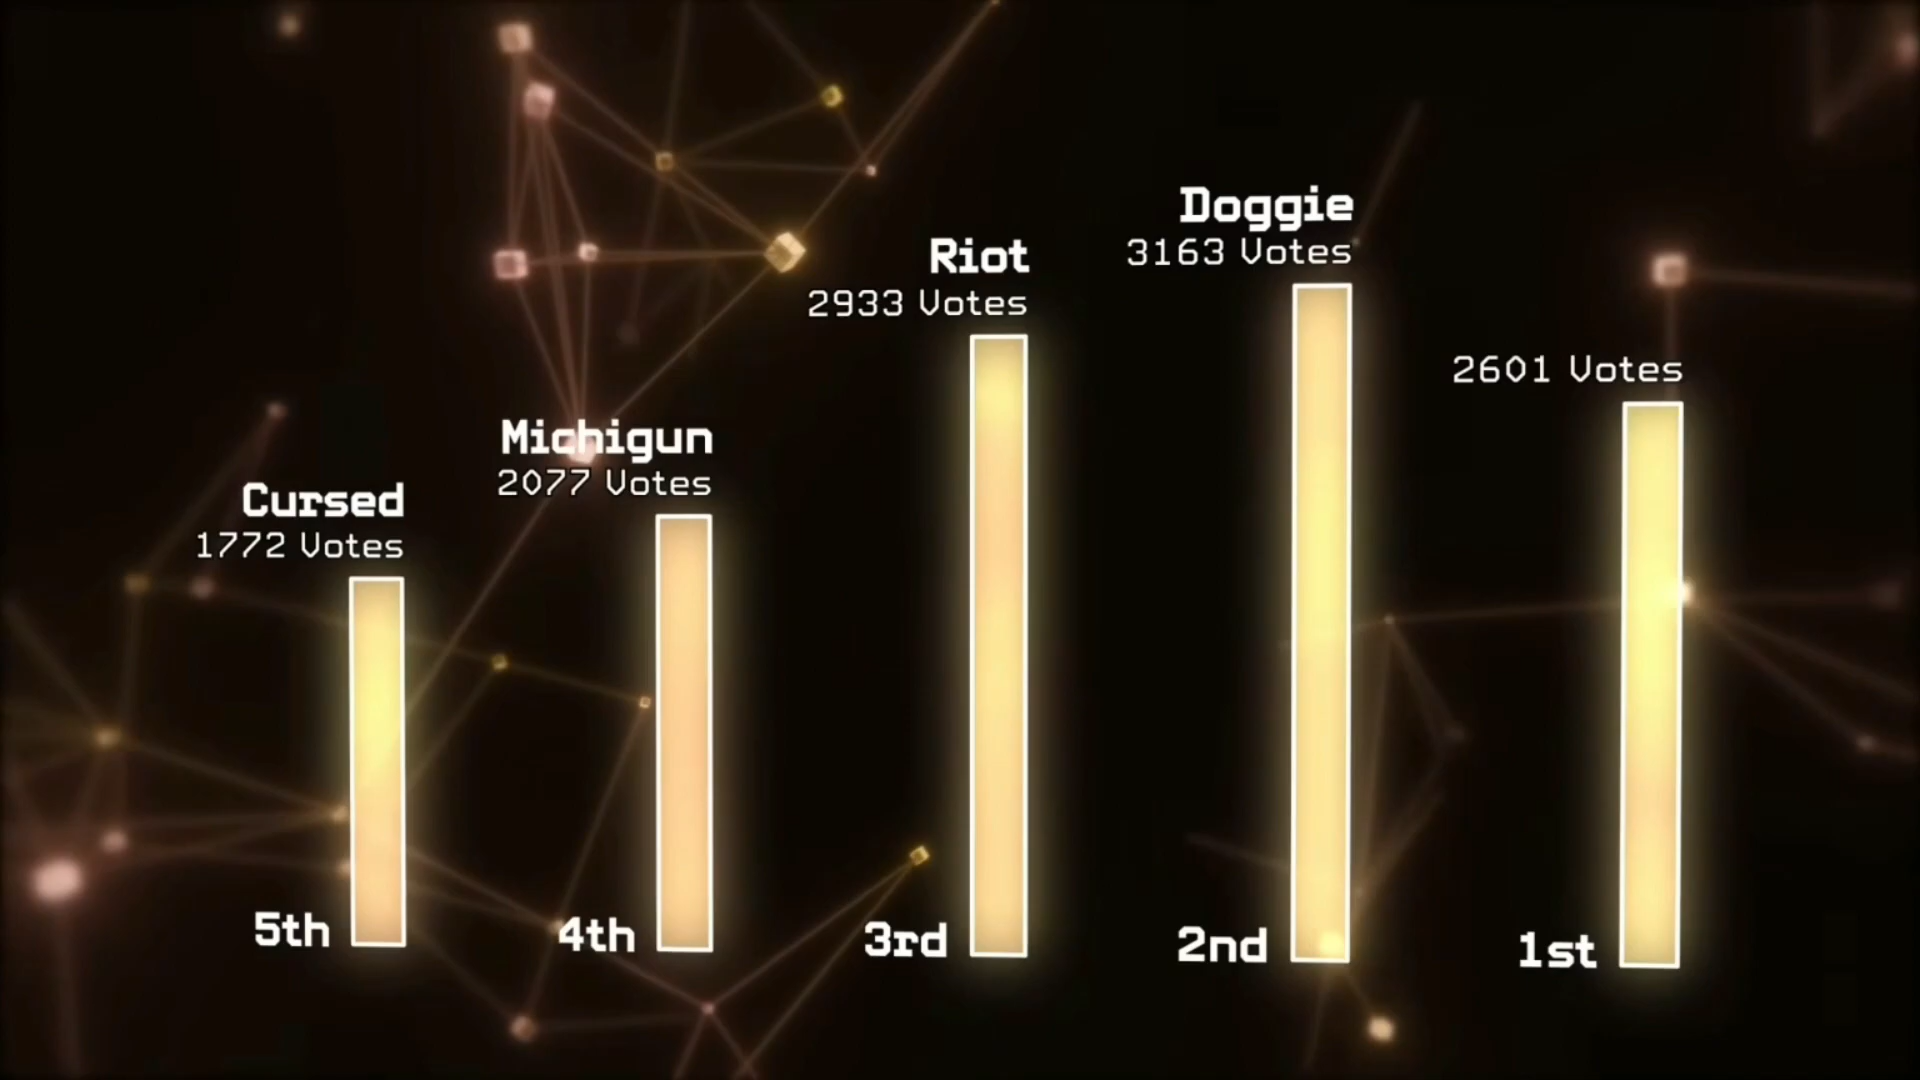 Cursed
1772 Votes
5th
Michigun
2077 Votes
4th
Riot
2933 Votes
3rd
Doggie
3163 Votes
2nd
2601 Votes
1st